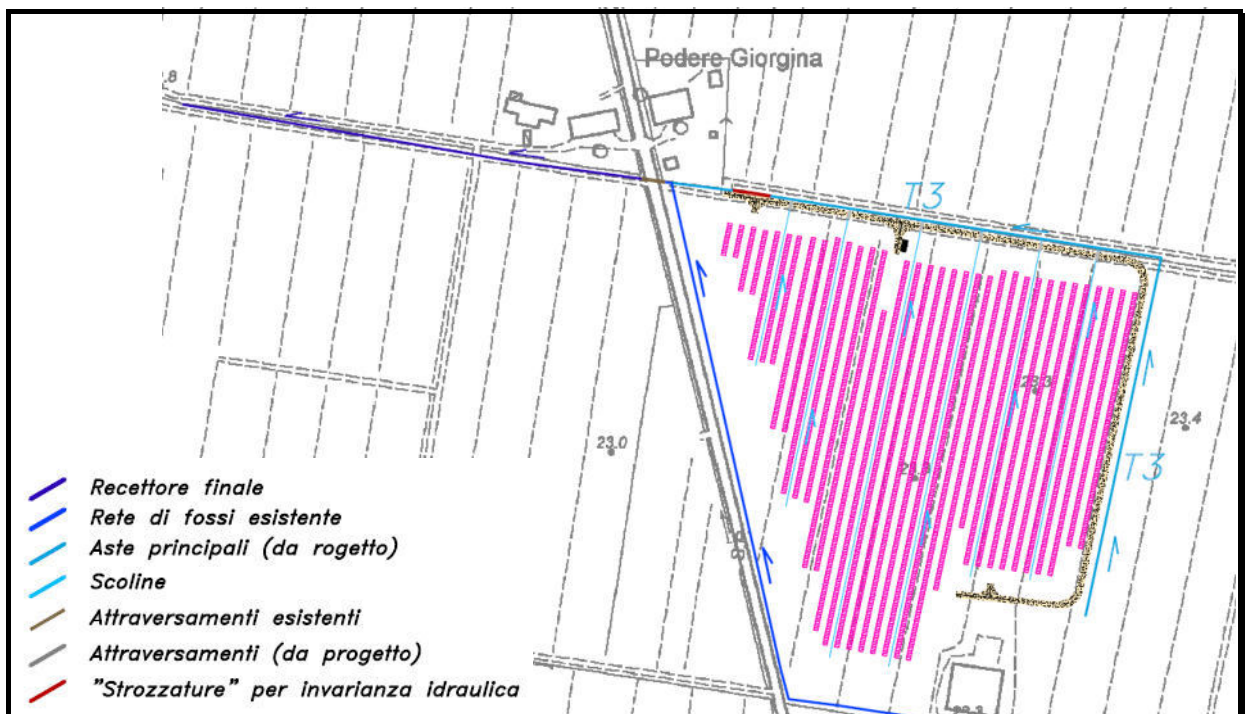 .8
Podere Giorgina
T3
23.3
23.4
23.0
T3
Recettore finale
Rete di fossi esistente
Aste principali (da rogetto)
Scoline
Attraversamenti esistenti
Attraversamenti (da progetto)
"Strozzature" per invarianza idraulica